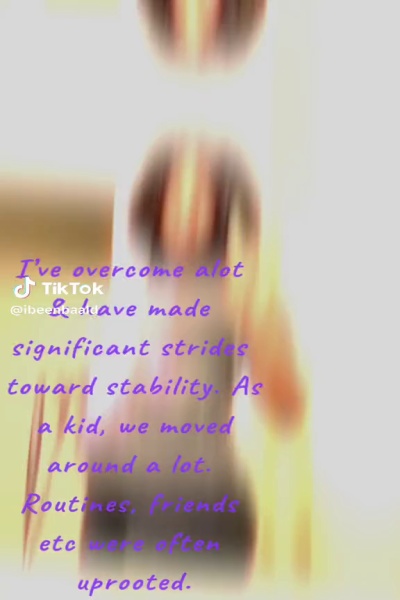 I've overcome alot
TikTok
@ibeenbaald
& have made
significant strides
toward stability. As
a kid, we moved
around a lot.
Routines, friends
etc were often
uprooted.